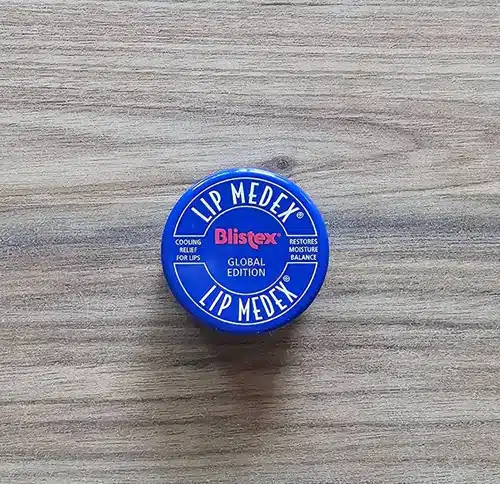 LIP MEDEX®
Blistex®
COOLING
RELIEF
FOR LIPS
GLOBAL
EDITION
RESTORES
MOISTURE
BALANCE
LIP MEDEX®